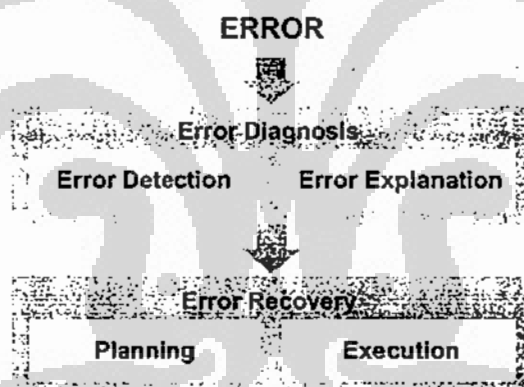 ERROR
Error Diagnosis
Error Detection Error Explanation
Error Recovery
Planning Execution